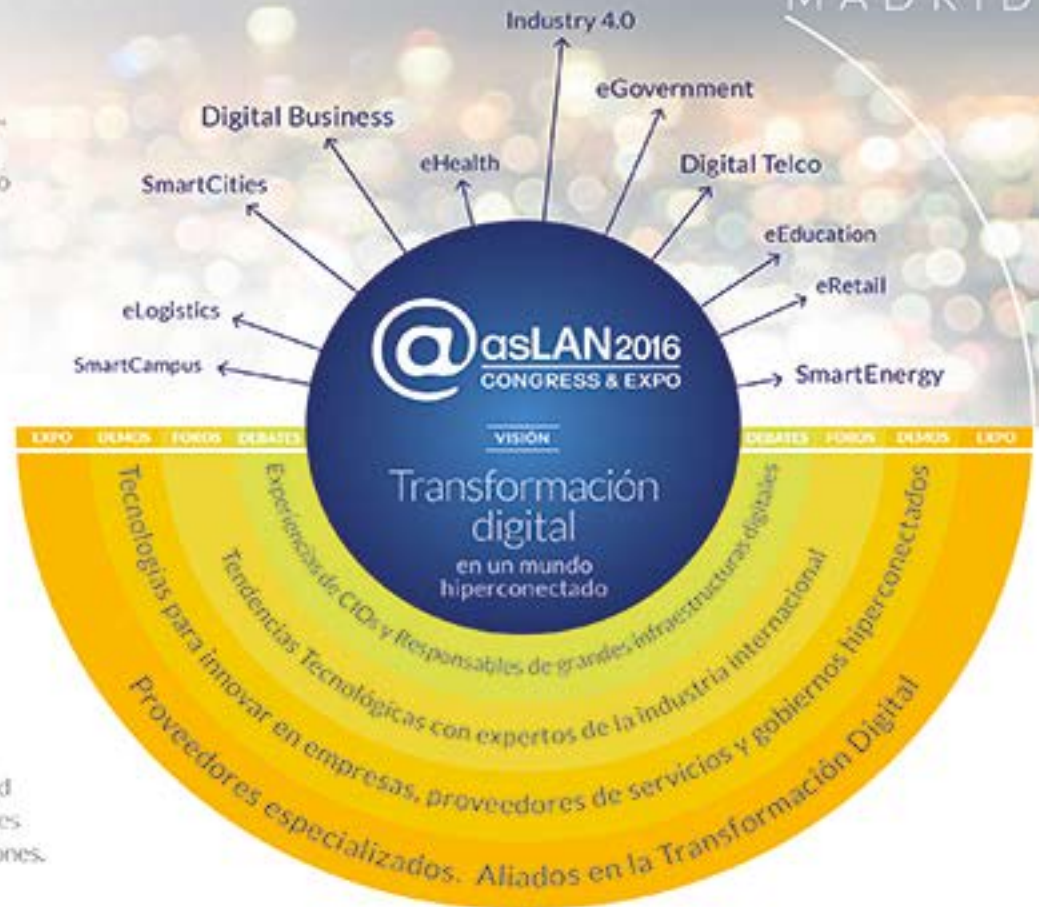 MADRID
Industry 4.0
eGovernment
Digital Business
eHealth
Digital Telco
SmartCities
eEducation
eRetail
eLogistics
SmartCampus
SmartEnergy
@asLAN2016
CONGRESS & EXPO
VISIÓN
Transformación
digital
en un mundo
hiperconectado
EXPO DEMOS FOROS DEBATES
DEBATES FOROS DEMOS EXPO
Experiencias de CIOs y Responsables de grandes infraestructuras digitales
Tendencias Tecnológicas con expertos de la industria internacional
Tecnologías para innovar en empresas, proveedores de servicios y gobiernos hiperconectados
Proveedores especializados. Aliados en la Transformación Digital